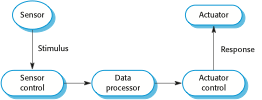 Sensor
Actuator
Stimulus
Response
Sensor
control
Data
processor
Actuator
control